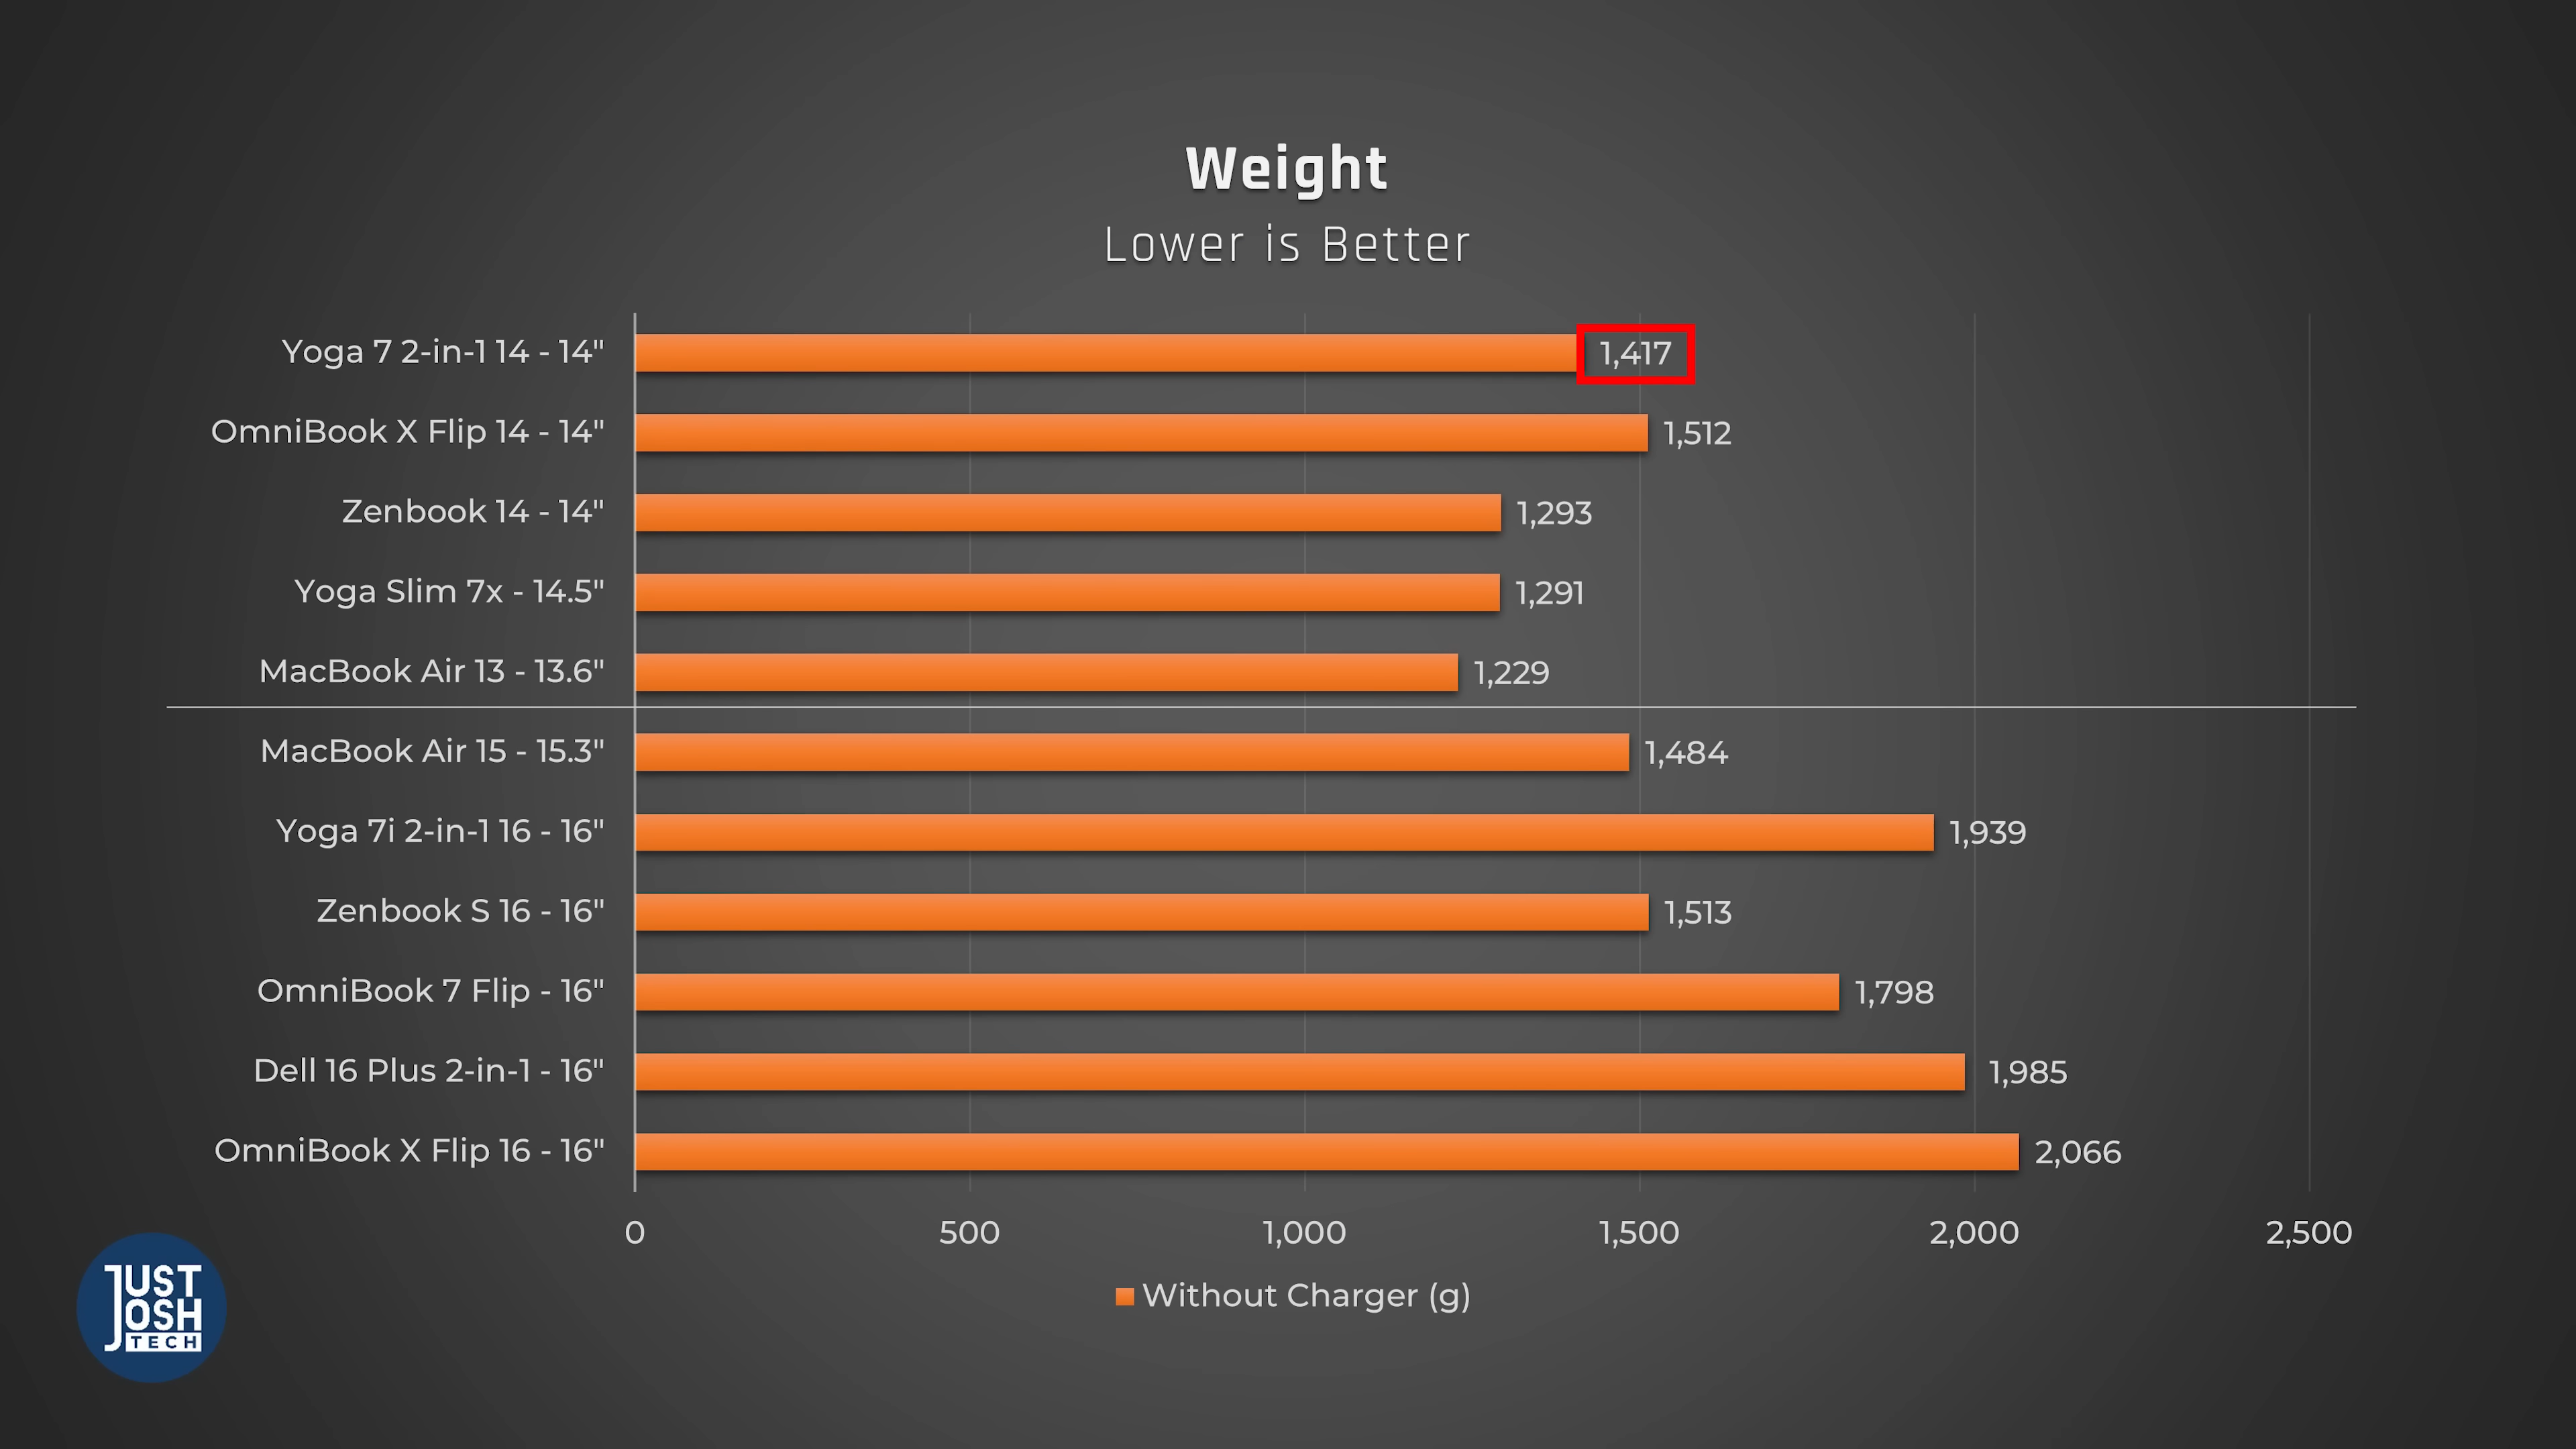 Weight
Lower is Better
Yoga 7 2-in-1 14 - 14" 1,417
OmniBook X Flip 14 - 14" 1,512
Zenbook 14 - 14" 1,293
Yoga Slim 7x - 14.5" 1,291
MacBook Air 13 - 13.6" 1,229
MacBook Air 15 - 15.3" 1,484
Yoga 7i 2-in-1 16 - 16" 1,939
Zenbook S 16 - 16" 1,513
OmniBook 7 Flip - 16" 1,798
Dell 16 Plus 2-in-1 - 16" 1,985
OmniBook X Flip 16 - 16" 2,066
0 500 1,000 1,500 2,000 2,500
Without Charger (g)
JUST
JOSH
TECH